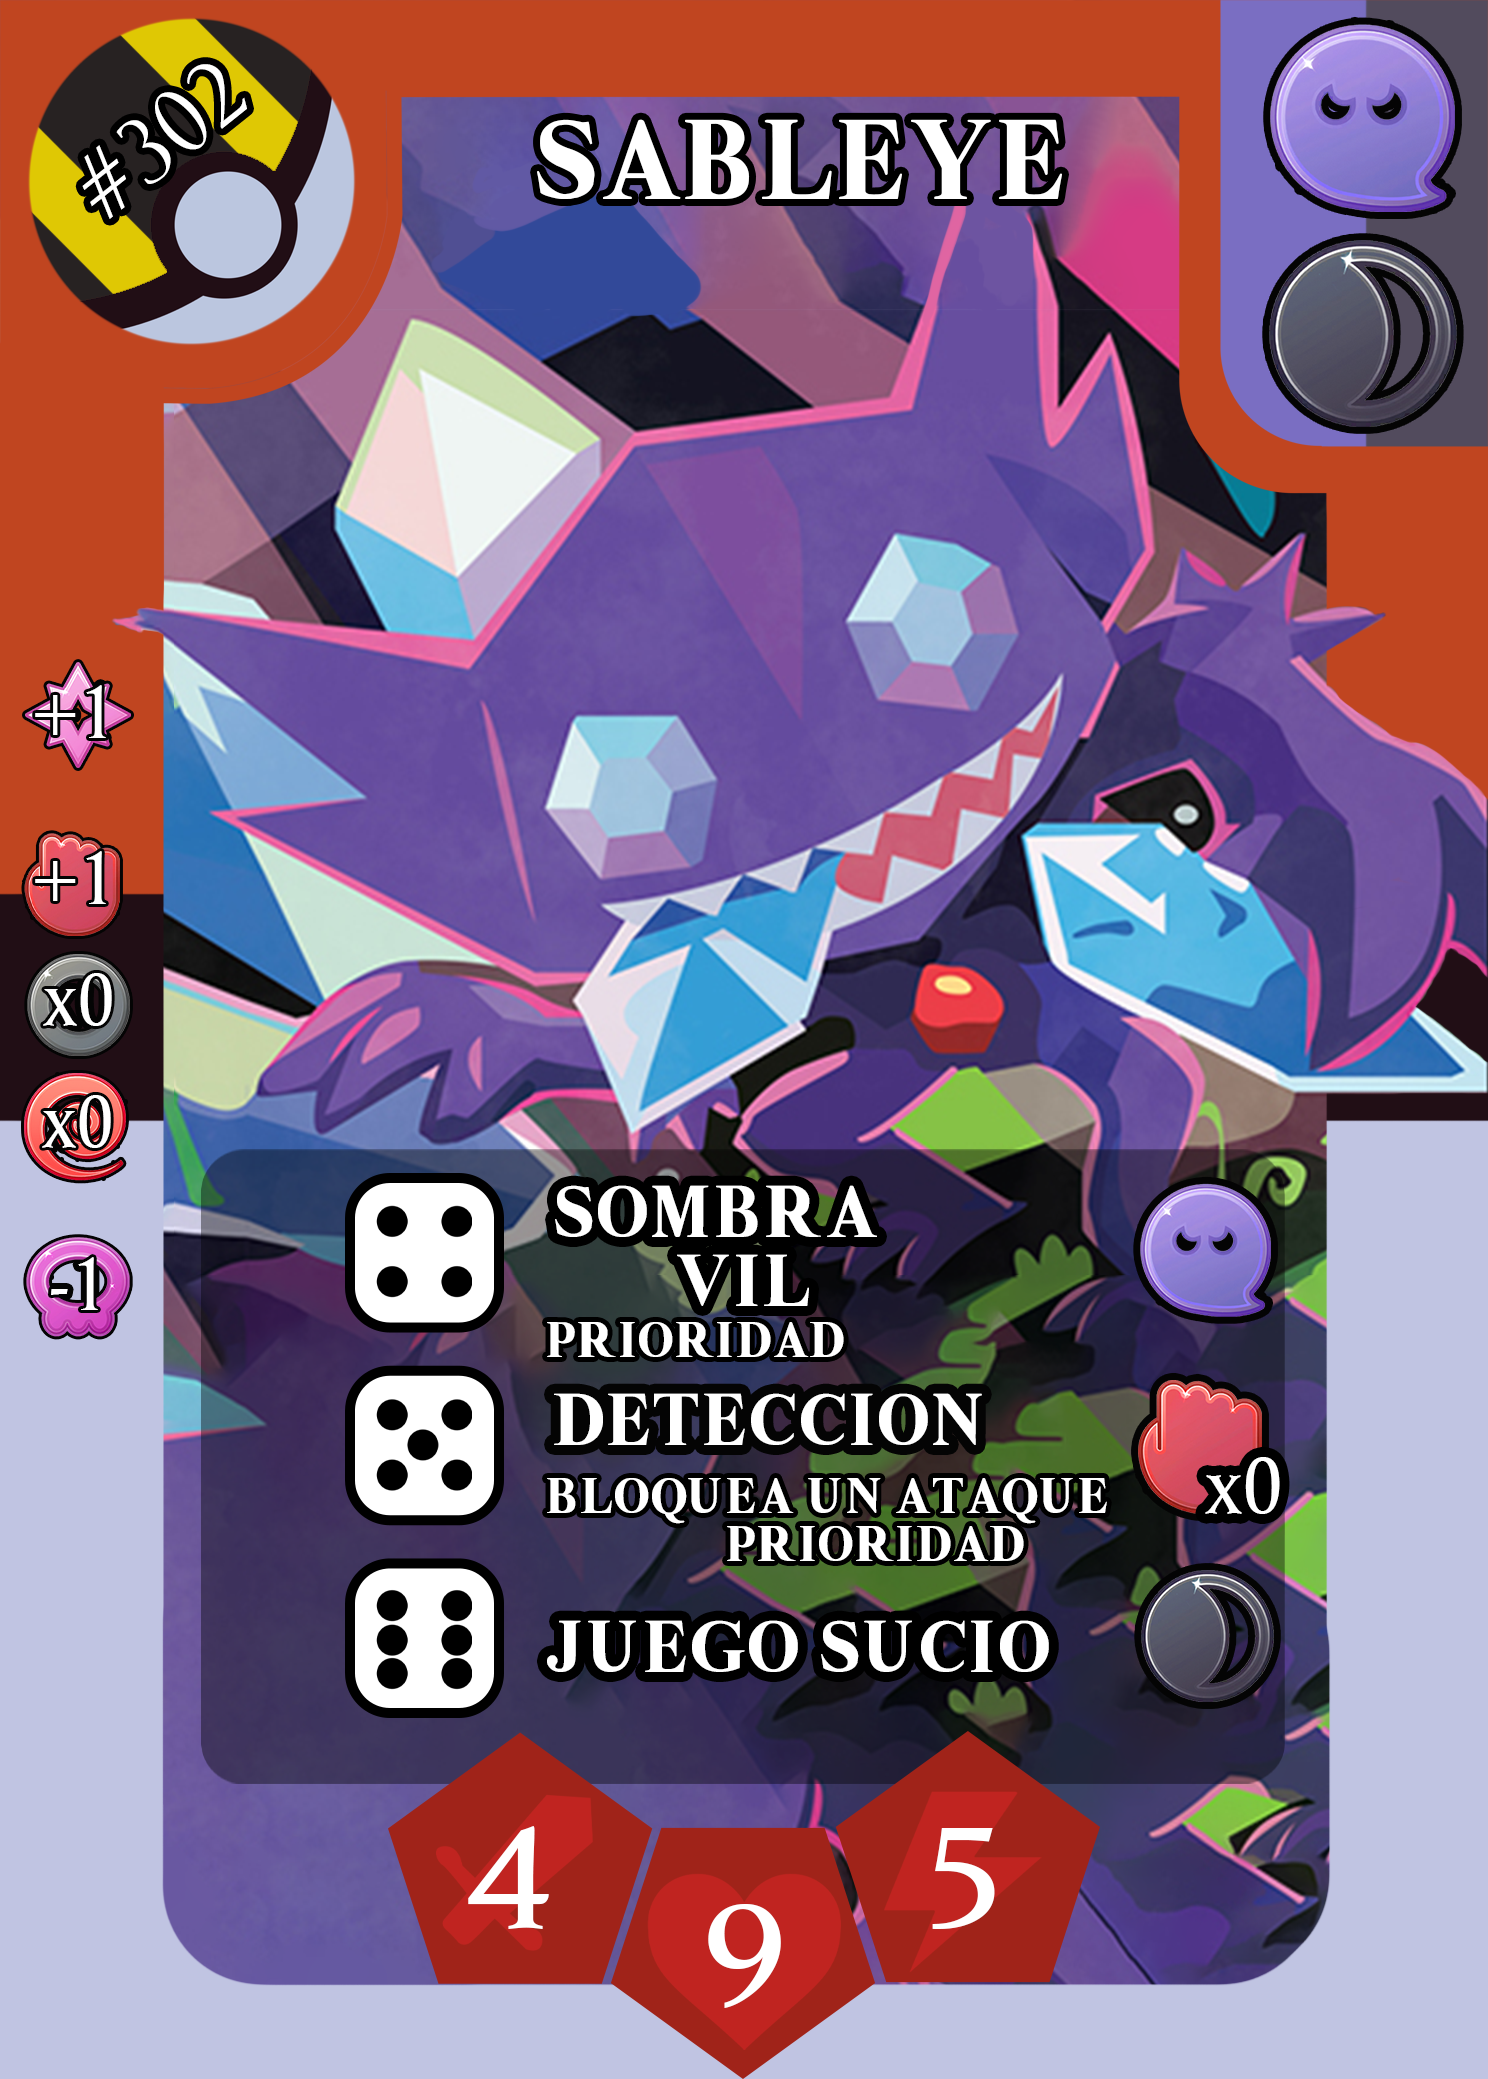 #302
SABLEYE
+1
+1
x0
x0
-1
SOMBRA
VIL
PRIORIDAD
DETECCION
BLOQUEA UN ATAQUE
PRIORIDAD
x0
JUEGO SUCIO
4
9
5